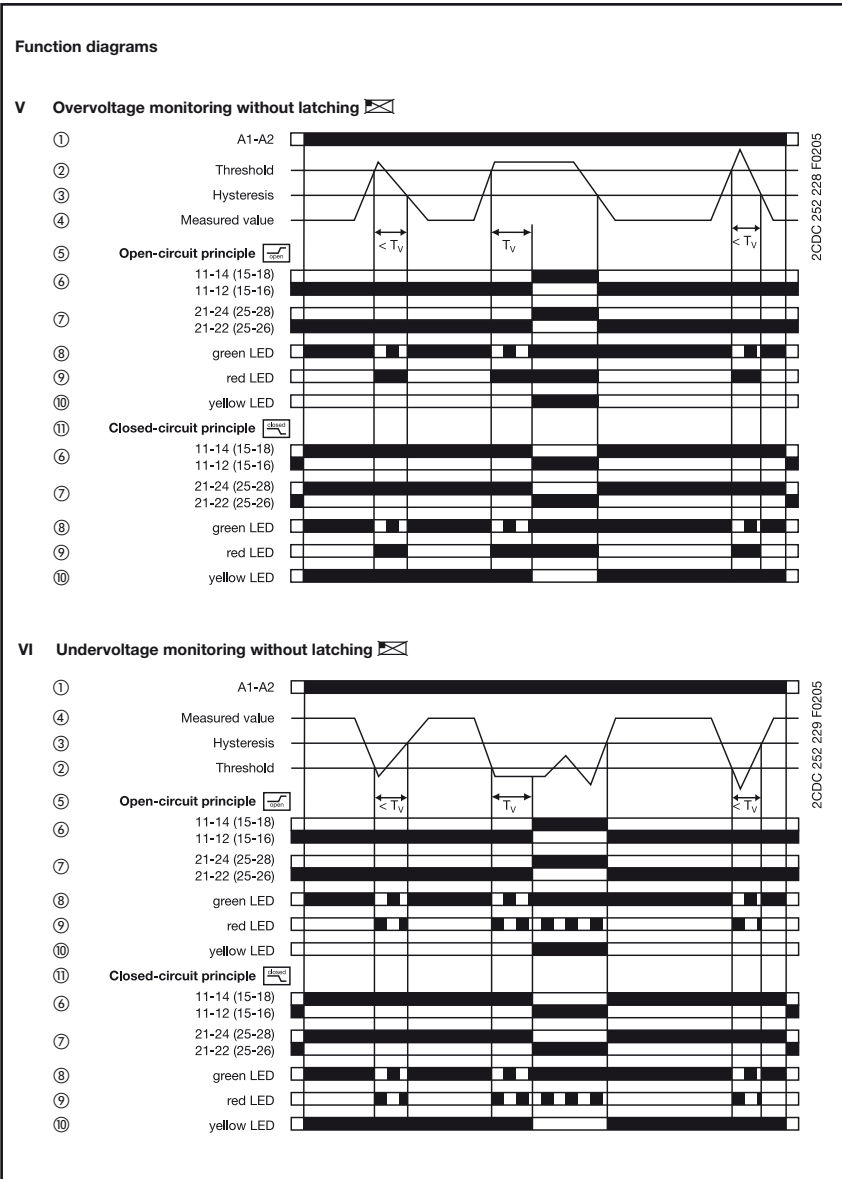 Function diagrams
V Overvoltage monitoring without latching
① A1-A2
② Threshold
③ Hysteresis
④ Measured value
< Tv Tv < Tv
⑤ Open-circuit principle open
⑥ 11-14 (15-18)
11-12 (15-16)
⑦ 21-24 (25-28)
21-22 (25-26)
⑧ green LED
⑨ red LED
⑩ yellow LED
⑪ Closed-circuit principle closed
⑥ 11-14 (15-18)
11-12 (15-16)
⑦ 21-24 (25-28)
21-22 (25-26)
⑧ green LED
⑨ red LED
⑩ yellow LED
2CDC 252 228 F0205
VI Undervoltage monitoring without latching
① A1-A2
④ Measured value
③ Hysteresis
② Threshold
⑤ Open-circuit principle open < Tv Tv < Tv
⑥ 11-14 (15-18)
11-12 (15-16)
⑦ 21-24 (25-28)
21-22 (25-26)
⑧ green LED
⑨ red LED
⑩ yellow LED
⑪ Closed-circuit principle closed
⑥ 11-14 (15-18)
11-12 (15-16)
⑦ 21-24 (25-28)
21-22 (25-26)
⑧ green LED
⑨ red LED
⑩ yellow LED
2CDC 252 229 F0205